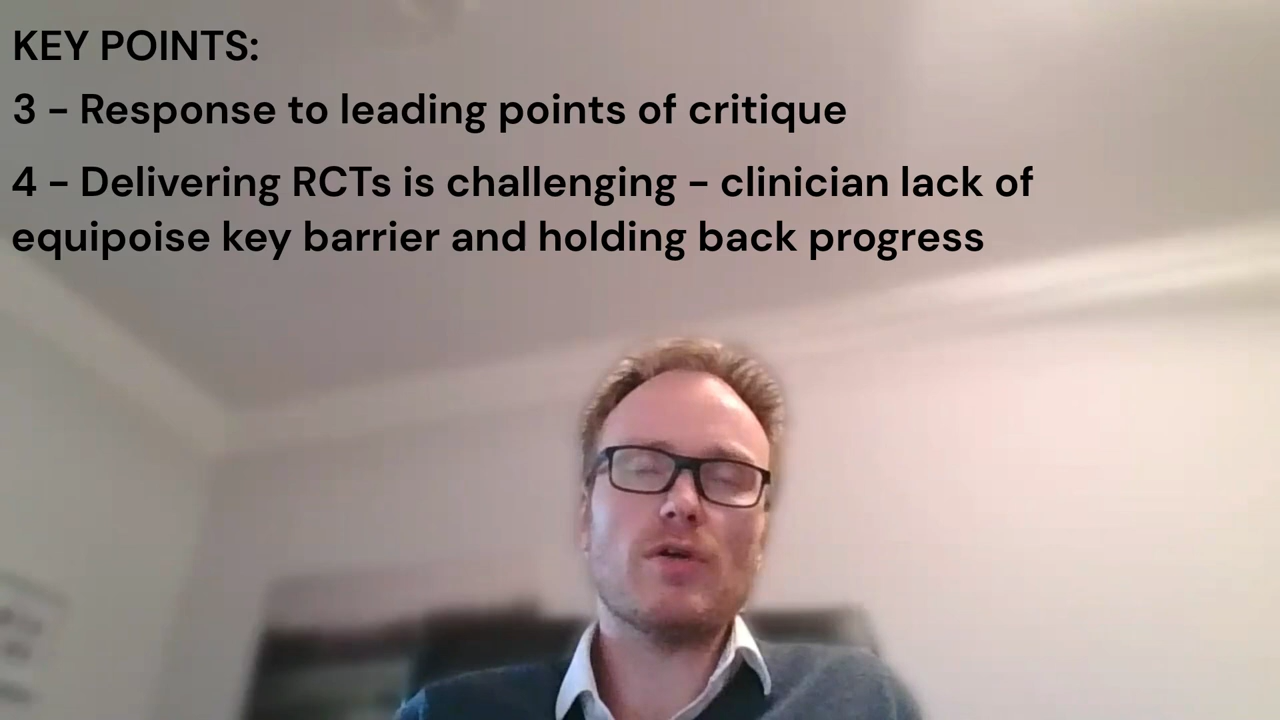 KEY POINTS:
3 - Response to leading points of critique
4 - Delivering RCTs is challenging - clinician lack of
equipoise key barrier and holding back progress